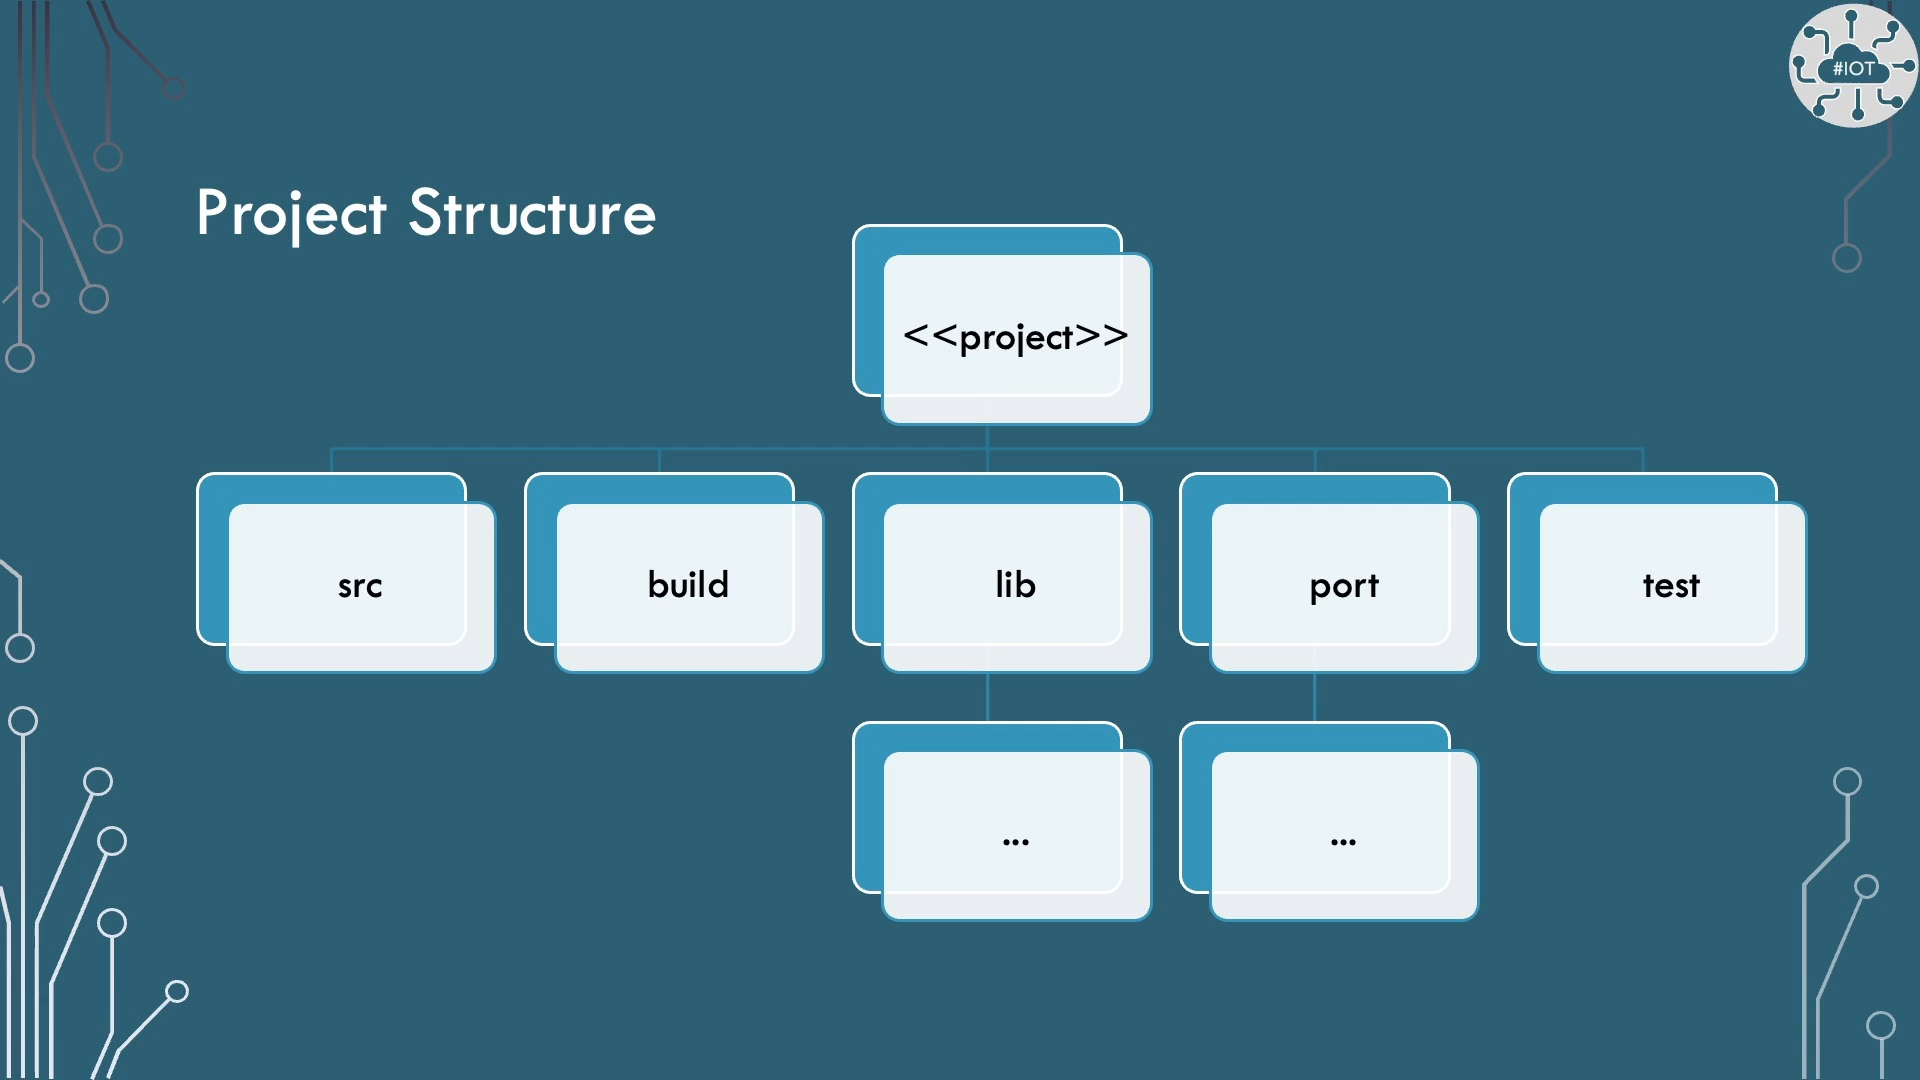 #IOT
Project Structure
<<project>>
src
build
lib
port
test
...
...